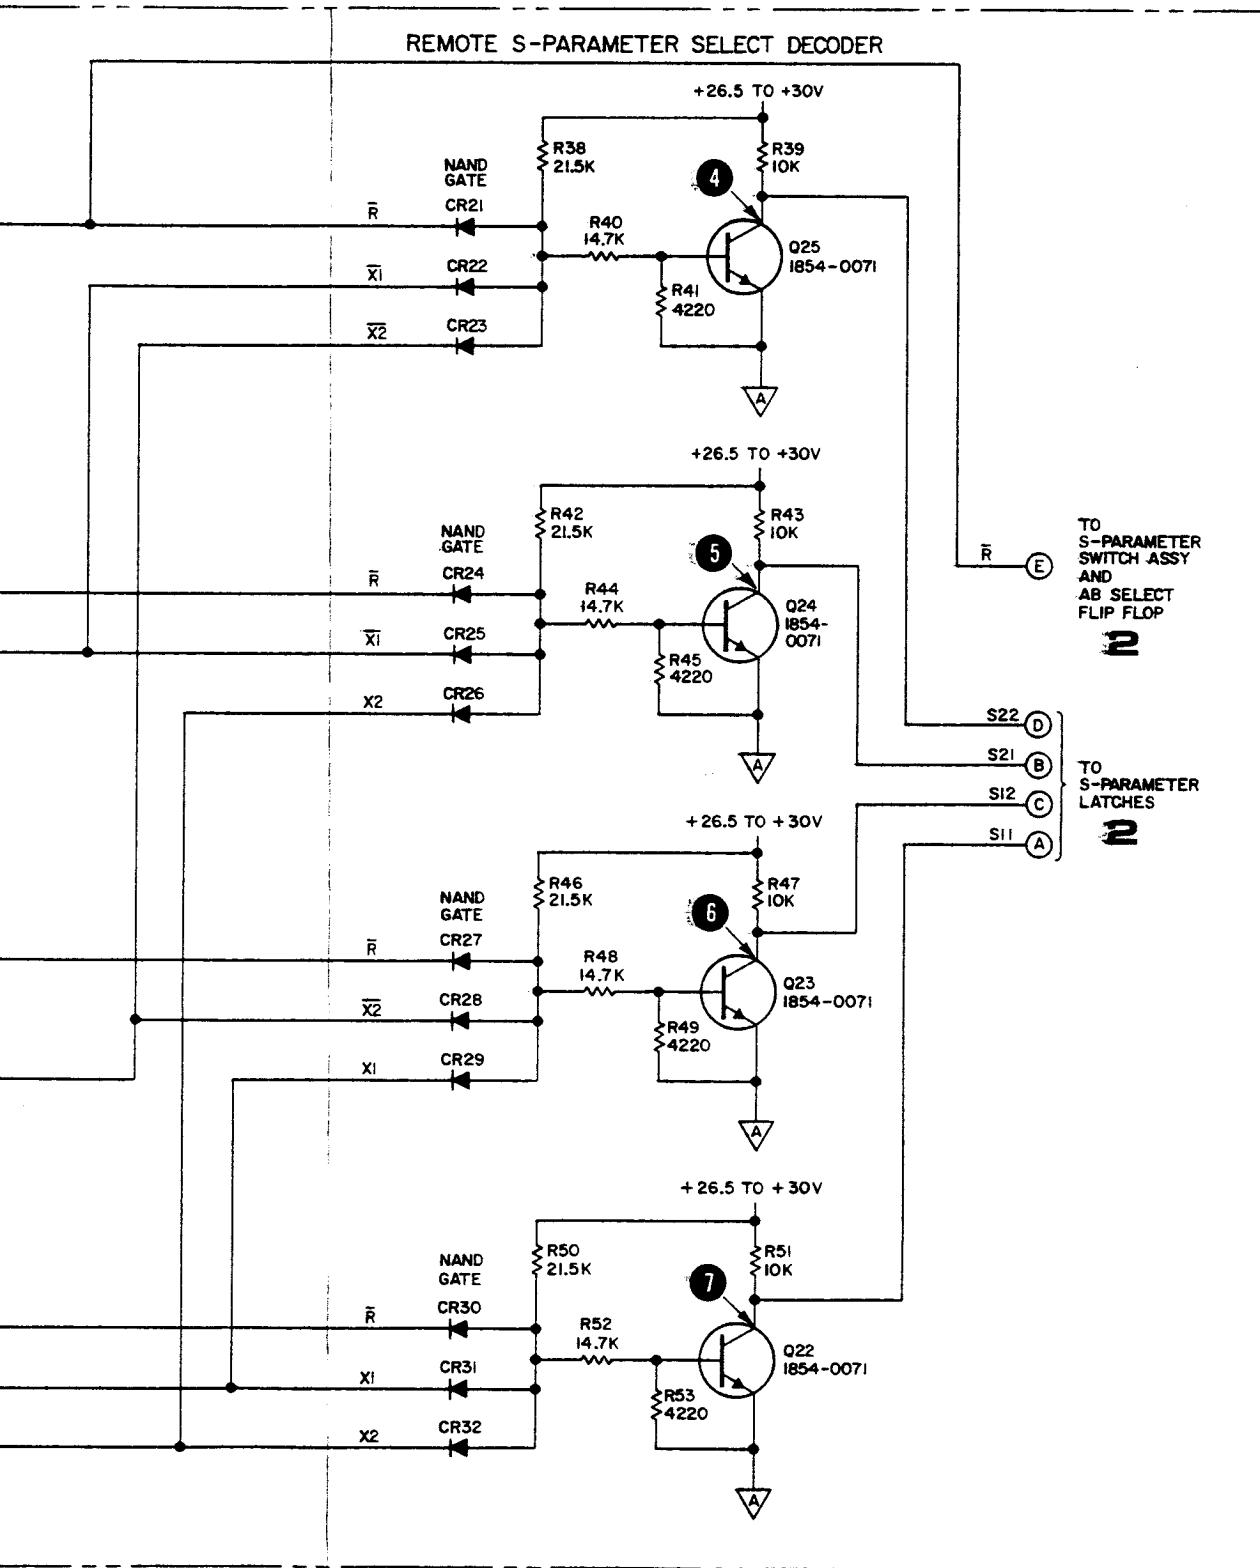 REMOTE S-PARAMETER SELECT DECODER
+26.5 TO +30V
R38
21.5K
R39
10K
NAND
GATE
4
R̅
CR21
R40
14.7K
Q25
1854-0071
X̅1̅
CR22
R41
4220
X̅2̅
CR23
A
+26.5 TO +30V
R42
21.5K
R43
10K
NAND
GATE
5
R̅
CR24
R44
14.7K
Q24
1854-
0071
X̅1̅
CR25
R45
4220
X2
CR26
A
R̅
E
TO
S-PARAMETER
SWITCH ASSY
AND
AB SELECT
FLIP FLOP
2
S22 D
S21 B
S12 C
S11 A
TO
S-PARAMETER
LATCHES
2
+26.5 TO +30V
R46
21.5K
R47
10K
NAND
GATE
6
R̅
CR27
R48
14.7K
Q23
1854-0071
X̅2̅
CR28
R49
4220
X1
CR29
A
+26.5 TO +30V
R50
21.5K
R51
10K
NAND
GATE
7
R̅
CR30
R52
14.7K
Q22
1854-0071
X1
CR31
R53
4220
X2
CR32
A